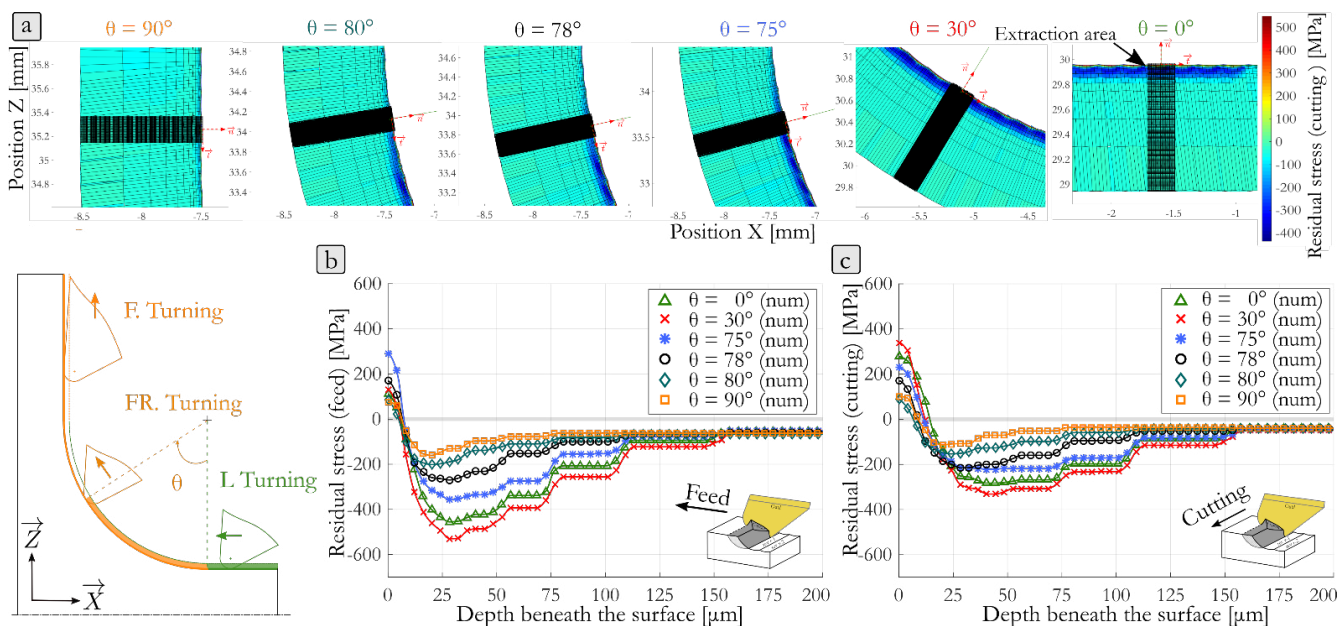 a
θ = 90°
θ = 80°
θ = 78°
θ = 75°
θ = 30°
θ = 0°
Extraction area
Position Z [mm]
35.8
35.6
35.4
35.2
35
34.8
34.6
34.6
34.4
34.2
34
33.8
33.6
33.4
34.4
34.2
34
33.8
33.6
33.4
33.2
34
33.5
33
31
30.8
30.6
30.4
30.2
30
29.8
30
29.8
29.6
29.4
29.2
29
-8.5 -8 -7.5
-8.5 -8 -7.5
-8.5 -8 -7.5
-8.5 -8 -7.5
-6 -5.5 -5 -4.5
-2 -1.5 -1
n
t
n
t
n
t
n
t
n
t
n
t
Position X [mm]
500
400
300
200
100
0
-100
-200
-300
-400
Residual stress (cutting) [MPa]
F. Turning
FR. Turning
θ
L Turning
Z
X
b
Residual stress (feed) [MPa]
600
400
200
0
-200
-400
-600
0 25 50 75 100 125 150 175 200
Depth beneath the surface [μm]
θ = 0° (num)
θ = 30° (num)
θ = 75° (num)
θ = 78° (num)
θ = 80° (num)
θ = 90° (num)
Feed
c
Residual stress (cutting) [MPa]
600
400
200
0
-200
-400
-600
0 25 50 75 100 125 150 175 200
Depth beneath the surface [μm]
θ = 0° (num)
θ = 30° (num)
θ = 75° (num)
θ = 78° (num)
θ = 80° (num)
θ = 90° (num)
Cutting